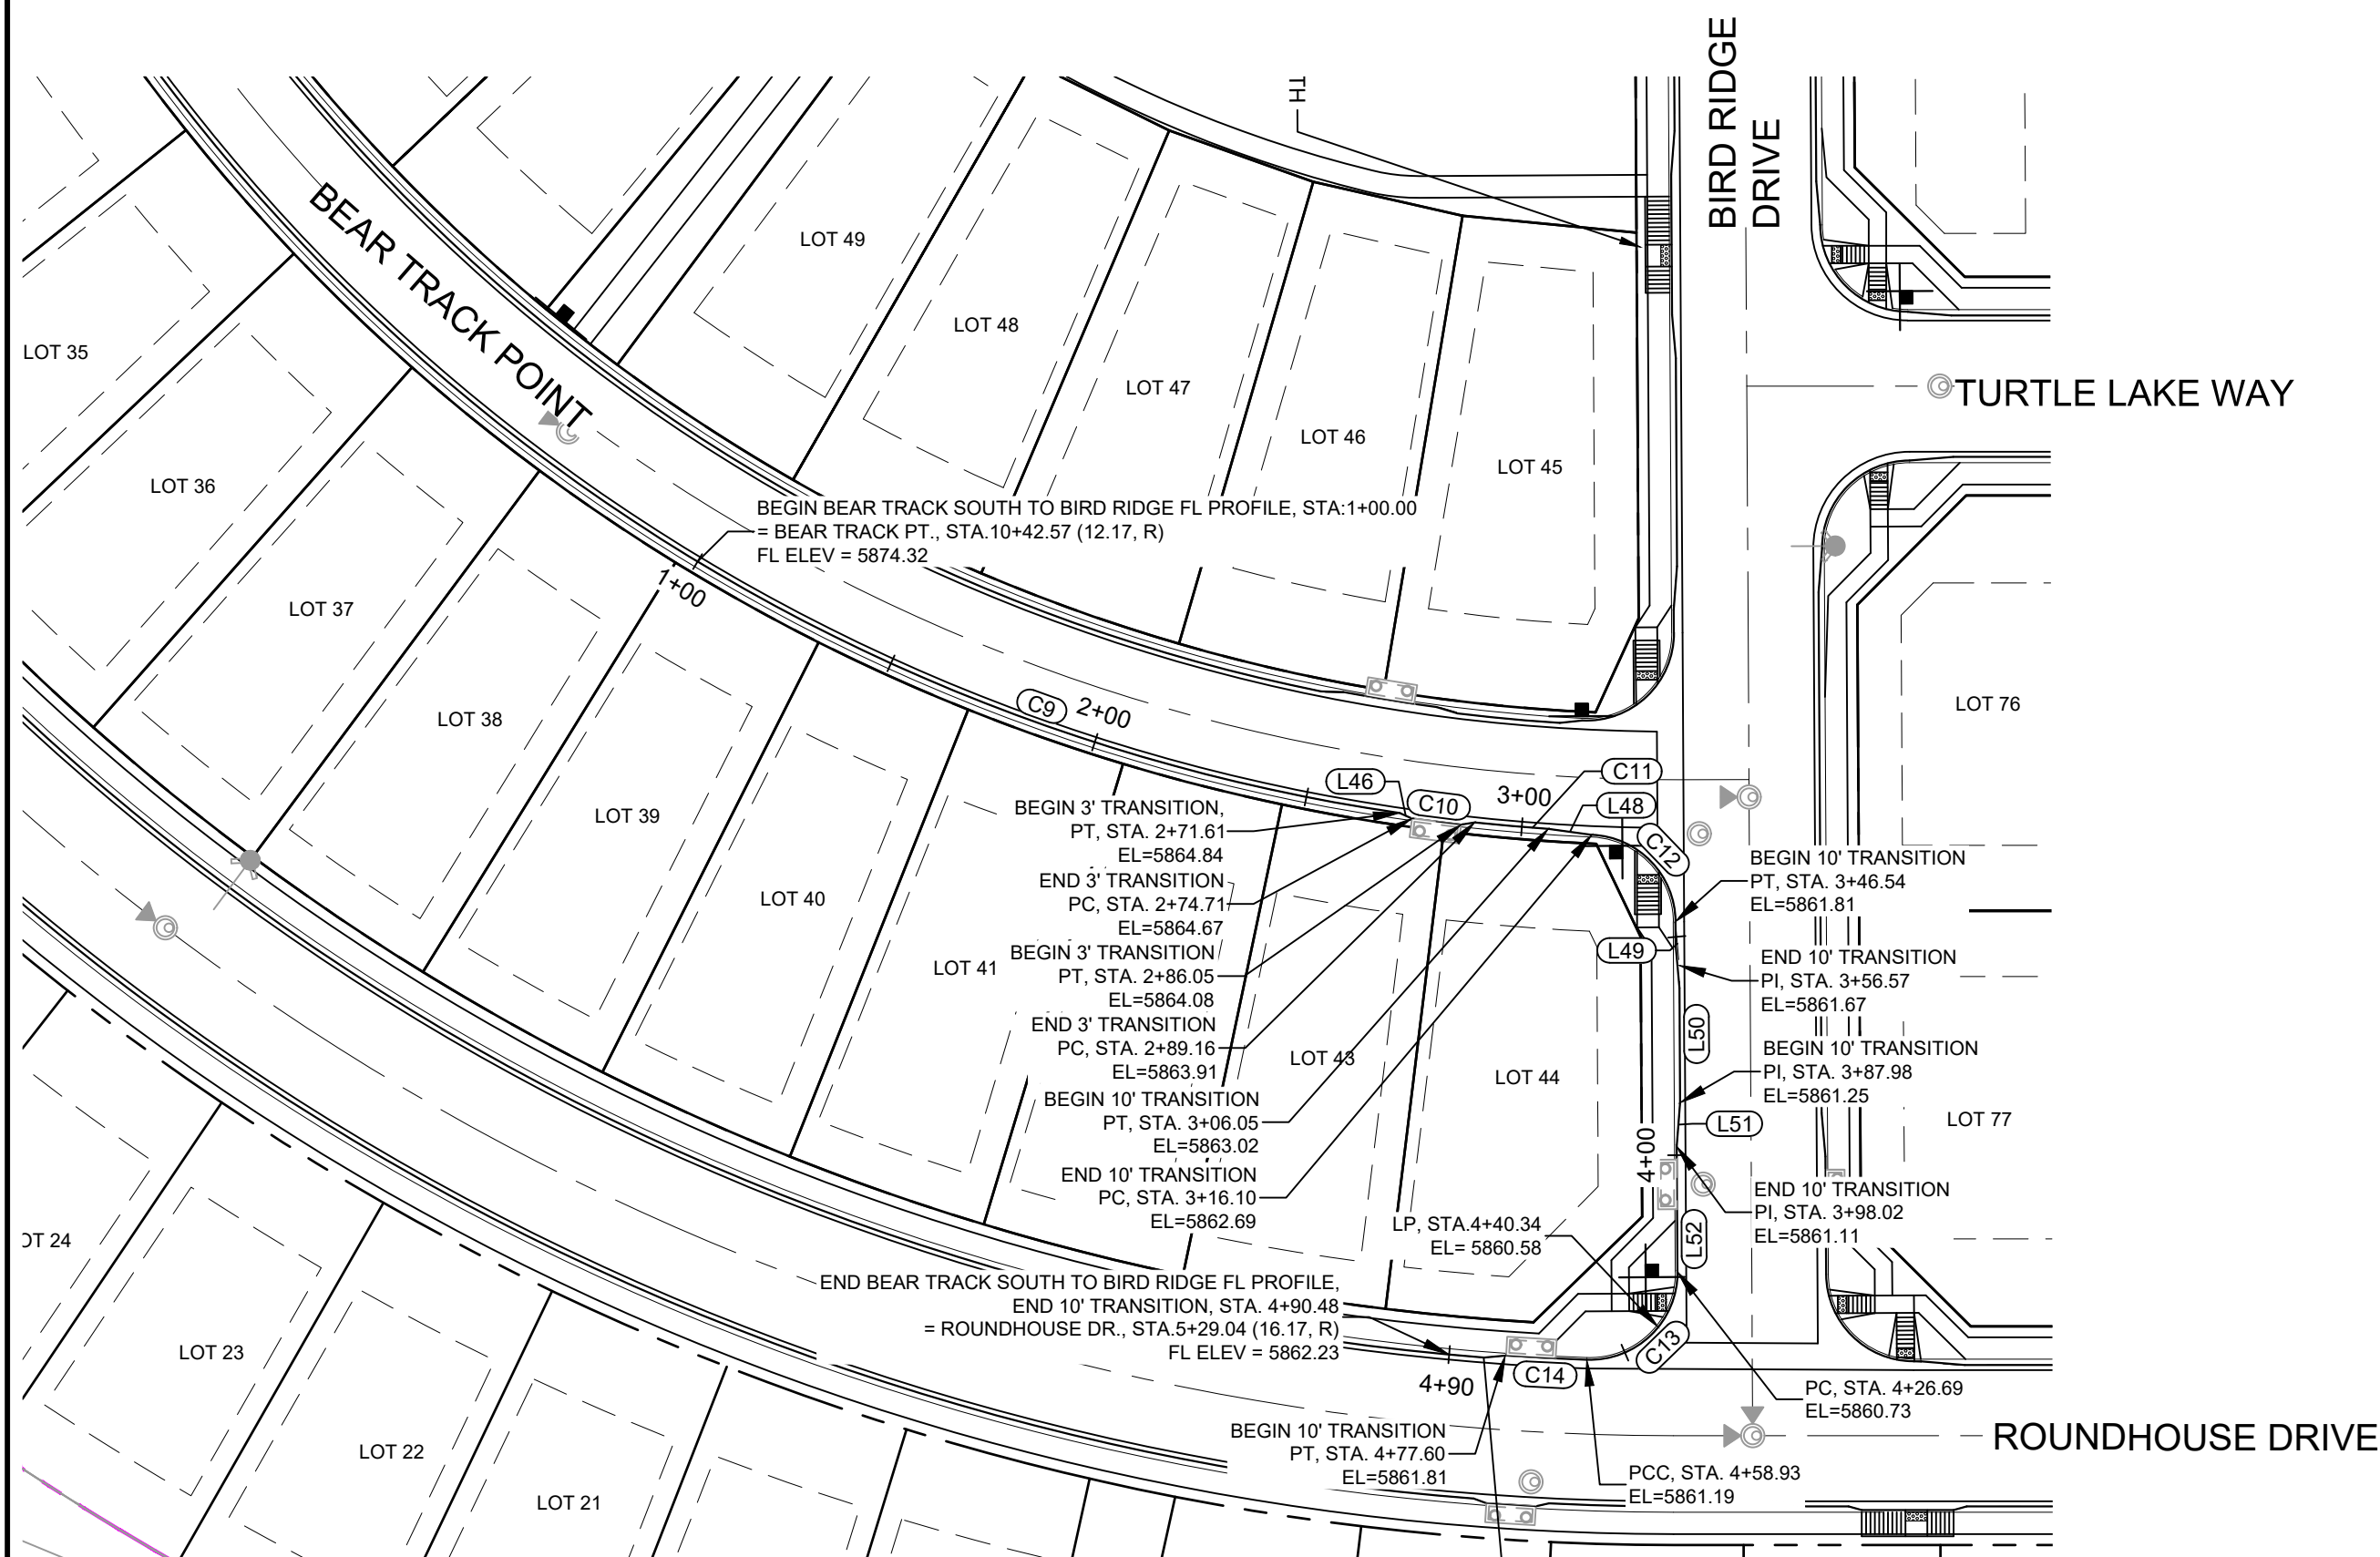 BIRD RIDGE
DRIVE
TH
BEAR TRACK POINT
LOT 49
LOT 48
LOT 47
LOT 46
LOT 45
LOT 35
LOT 36
LOT 37
LOT 38
LOT 39
LOT 40
LOT 41
LOT 43
LOT 44
LOT 76
LOT 77
LOT 23
LOT 22
LOT 21
TURTLE LAKE WAY
BEGIN BEAR TRACK SOUTH TO BIRD RIDGE FL PROFILE, STA:1+00.00
= BEAR TRACK PT., STA.10+42.57 (12.17, R)
FL ELEV = 5874.32
1+00
C9
2+00
L46
C10
3+00
C11
L48
C12
BEGIN 3' TRANSITION,
PT, STA. 2+71.61
EL=5864.84
END 3' TRANSITION
PC, STA. 2+74.71
EL=5864.67
BEGIN 3' TRANSITION
PT, STA. 2+86.05
EL=5864.08
END 3' TRANSITION
PC, STA. 2+89.16
EL=5863.91
BEGIN 10' TRANSITION
PT, STA. 3+06.05
EL=5863.02
END 10' TRANSITION
PC, STA. 3+16.10
EL=5862.69
BEGIN 10' TRANSITION
PT, STA. 3+46.54
EL=5861.81
L49
END 10' TRANSITION
PI, STA. 3+56.57
EL=5861.67
L50
BEGIN 10' TRANSITION
PI, STA. 3+87.98
EL=5861.25
L51
4+00
END 10' TRANSITION
PI, STA. 3+98.02
EL=5861.11
L52
LP, STA.4+40.34
EL= 5860.58
END BEAR TRACK SOUTH TO BIRD RIDGE FL PROFILE,
END 10' TRANSITION, STA. 4+90.48
= ROUNDHOUSE DR., STA.5+29.04 (16.17, R)
FL ELEV = 5862.23
4+90
C14
C13
PC, STA. 4+26.69
EL=5860.73
BEGIN 10' TRANSITION
PT, STA. 4+77.60
EL=5861.81
PCC, STA. 4+58.93
EL=5861.19
ROUNDHOUSE DRIVE